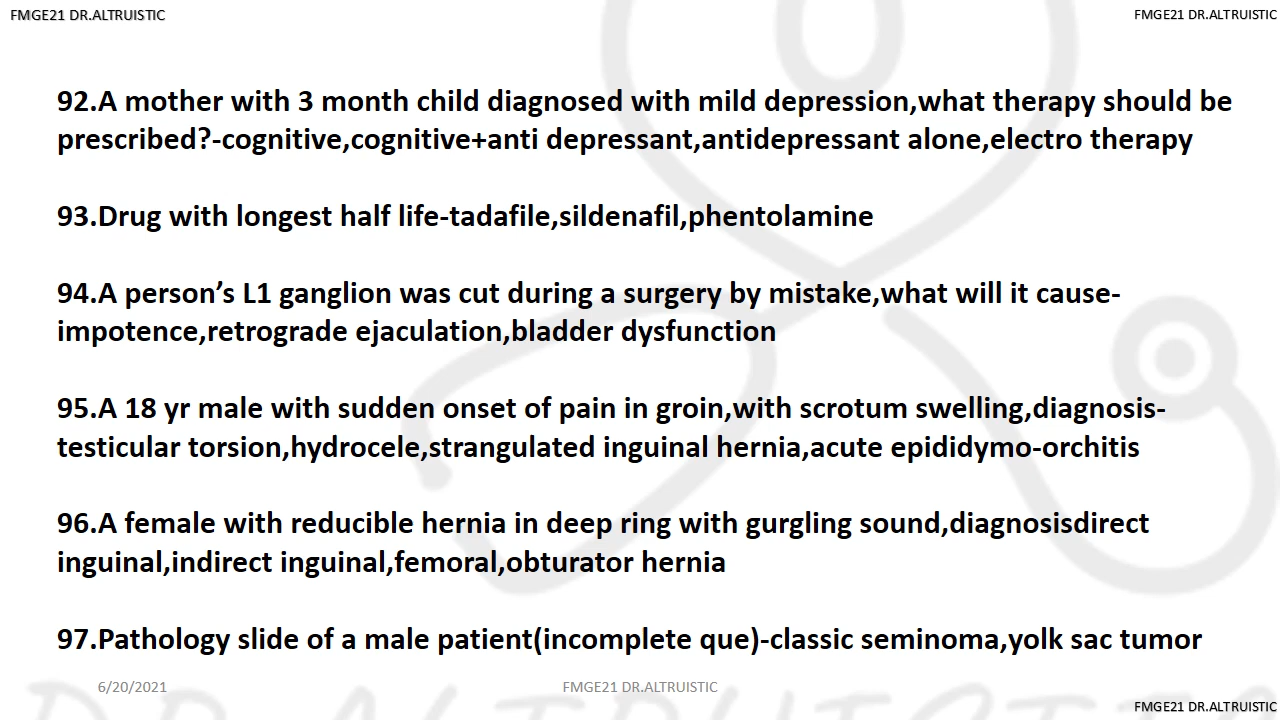 FMGE21 DR.ALTRUISTIC
FMGE21 DR.ALTRUISTIC
92.A mother with 3 month child diagnosed with mild depression,what therapy should be
prescribed?-cognitive,cognitive+anti depressant,antidepressant alone,electro therapy
93.Drug with longest half life-tadafile,sildenafil,phentolamine
94.A person’s L1 ganglion was cut during a surgery by mistake,what will it cause-
impotence,retrograde ejaculation,bladder dysfunction
95.A 18 yr male with sudden onset of pain in groin,with scrotum swelling,diagnosis-
testicular torsion,hydrocele,strangulated inguinal hernia,acute epididymo-orchitis
96.A female with reducible hernia in deep ring with gurgling sound,diagnosisdirect
inguinal,indirect inguinal,femoral,obturator hernia
97.Pathology slide of a male patient(incomplete que)-classic seminoma,yolk sac tumor
6/20/2021
FMGE21 DR.ALTRUISTIC
FMGE21 DR.ALTRUISTIC
DR.ALTRUISTIC